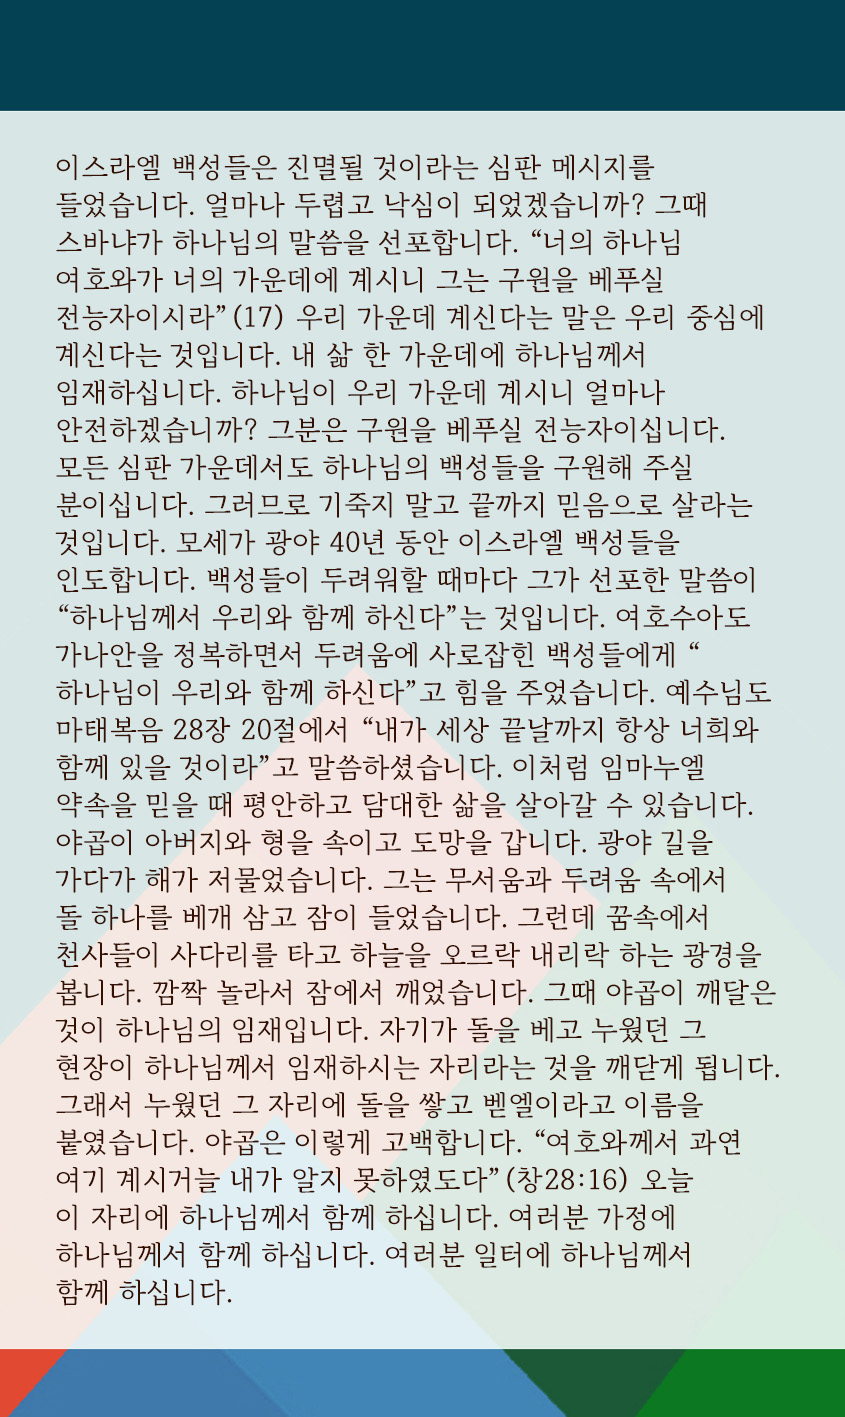 이스라엘 백성들은 진멸될 것이라는 심판 메시지를
들었습니다. 얼마나 두렵고 낙심이 되었겠습니까? 그때
스바냐가 하나님의 말씀을 선포합니다. “너의 하나님
여호와가 너의 가운데에 계시니 그는 구원을 베푸실
전능자이시라”(17) 우리 가운데 계신다는 말은 우리 중심에
계신다는 것입니다. 내 삶 한 가운데에 하나님께서
임재하십니다. 하나님이 우리 가운데 계시니 얼마나
안전하겠습니까? 그분은 구원을 베푸실 전능자이십니다.
모든 심판 가운데서도 하나님의 백성들을 구원해 주실
분이십니다. 그러므로 기죽지 말고 끝까지 믿음으로 살라는
것입니다. 모세가 광야 40년 동안 이스라엘 백성들을
인도합니다. 백성들이 두려워할 때마다 그가 선포한 말씀이
“하나님께서 우리와 함께 하신다”는 것입니다. 여호수아도
가나안을 정복하면서 두려움에 사로잡힌 백성들에게 “
하나님이 우리와 함께 하신다”고 힘을 주었습니다. 예수님도
마태복음 28장 20절에서 “내가 세상 끝날까지 항상 너희와
함께 있을 것이라”고 말씀하셨습니다. 이처럼 임마누엘
약속을 믿을 때 평안하고 담대한 삶을 살아갈 수 있습니다.
야곱이 아버지와 형을 속이고 도망을 갑니다. 광야 길을
가다가 해가 저물었습니다. 그는 무서움과 두려움 속에서
돌 하나를 베개 삼고 잠이 들었습니다. 그런데 꿈속에서
천사들이 사다리를 타고 하늘을 오르락 내리락 하는 광경을
봅니다. 깜짝 놀라서 잠에서 깨었습니다. 그때 야곱이 깨달은
것이 하나님의 임재입니다. 자기가 돌을 베고 누웠던 그
현장이 하나님께서 임재하시는 자리라는 것을 깨닫게 됩니다.
그래서 누웠던 그 자리에 돌을 쌓고 벧엘이라고 이름을
붙였습니다. 야곱은 이렇게 고백합니다. “여호와께서 과연
여기 계시거늘 내가 알지 못하였도다”(창28:16) 오늘
이 자리에 하나님께서 함께 하십니다. 여러분 가정에
하나님께서 함께 하십니다. 여러분 일터에 하나님께서
함께 하십니다.